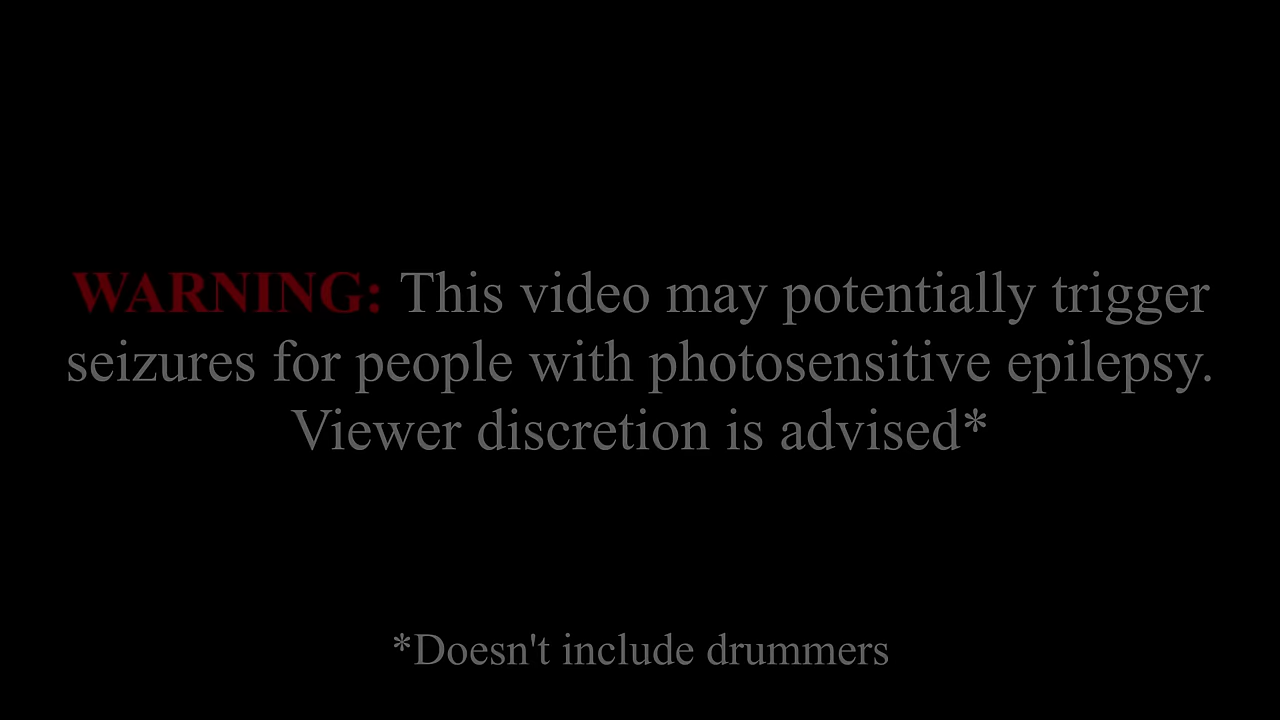 WARNING: This video may potentially trigger
seizures for people with photosensitive epilepsy.
Viewer discretion is advised*
*Doesn't include drummers